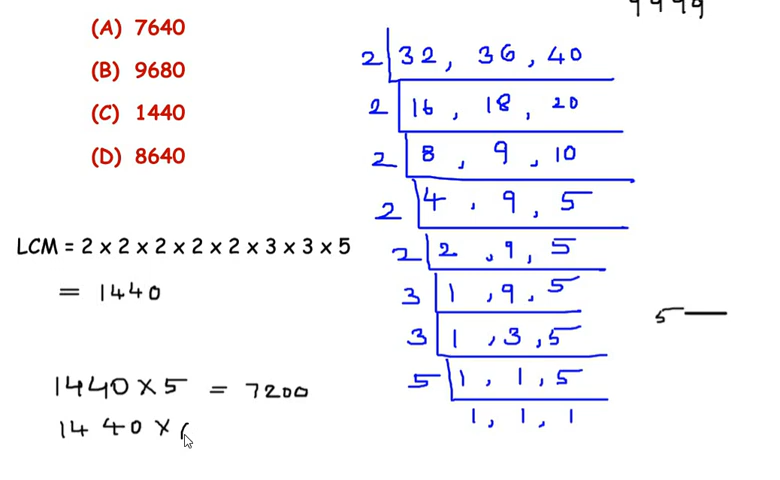 9999
(A) 7640
(B) 9680
(C) 1440
(D) 8640
2 32, 36, 40
2 16, 18, 20
2 8, 9, 10
2 4, 9, 5
2 2, 9, 5
3 1, 9, 5
3 1, 3, 5
5 1, 1, 5
1, 1, 1
LCM = 2 x 2 x 2 x 2 x 2 x 3 x 3 x 5
= 1440
5
1440 x 5 = 7200
1440 x